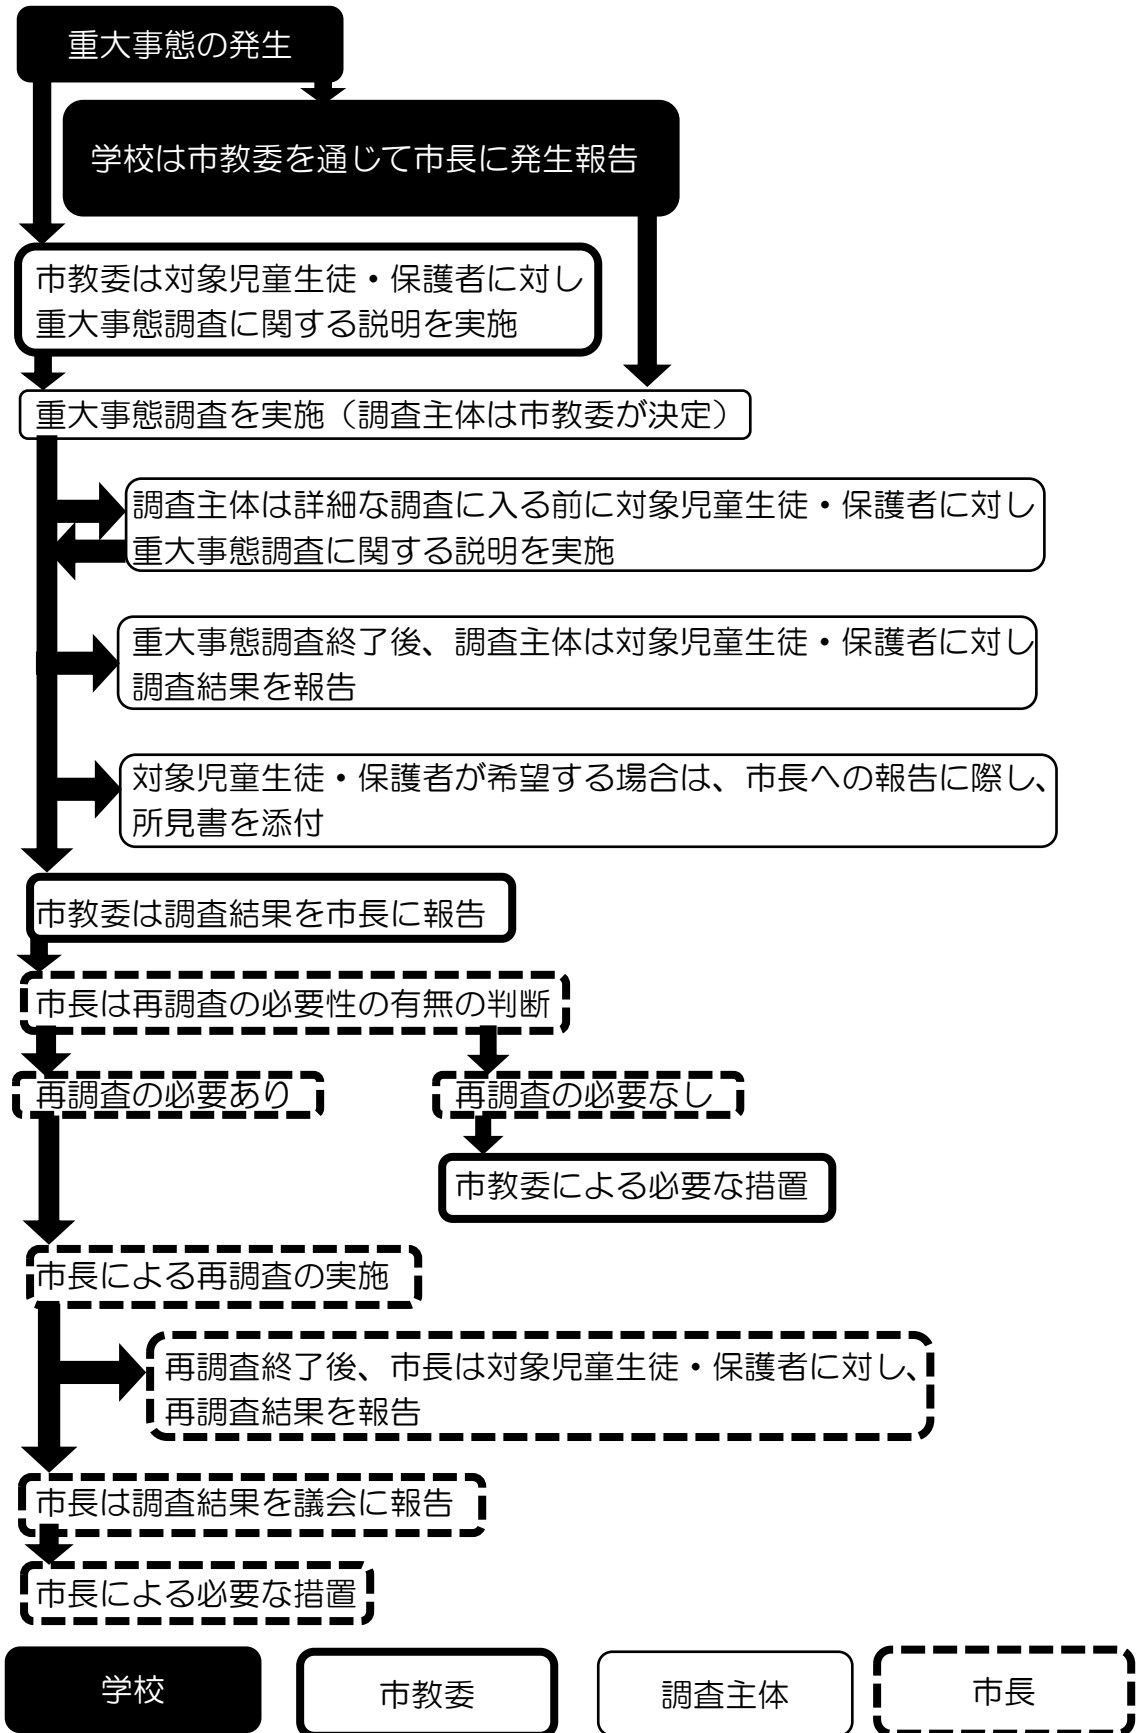 重大事態の発生
学校は市教委を通じて市長に発生報告
市教委は対象児童生徒・保護者に対し
重大事態調査に関する説明を実施
重大事態調査を実施（調査主体は市教委が決定）
調査主体は詳細な調査に入る前に対象児童生徒・保護者に対し
重大事態調査に関する説明を実施
重大事態調査終了後、調査主体は対象児童生徒・保護者に対し
調査結果を報告
対象児童生徒・保護者が希望する場合は、市長への報告に際し、
所見書を添付
市教委は調査結果を市長に報告
市長は再調査の必要性の有無の判断
再調査の必要あり
再調査の必要なし
市教委による必要な措置
市長による再調査の実施
再調査終了後、市長は対象児童生徒・保護者に対し、
再調査結果を報告
市長は調査結果を議会に報告
市長による必要な措置
学校
市教委
調査主体
市長